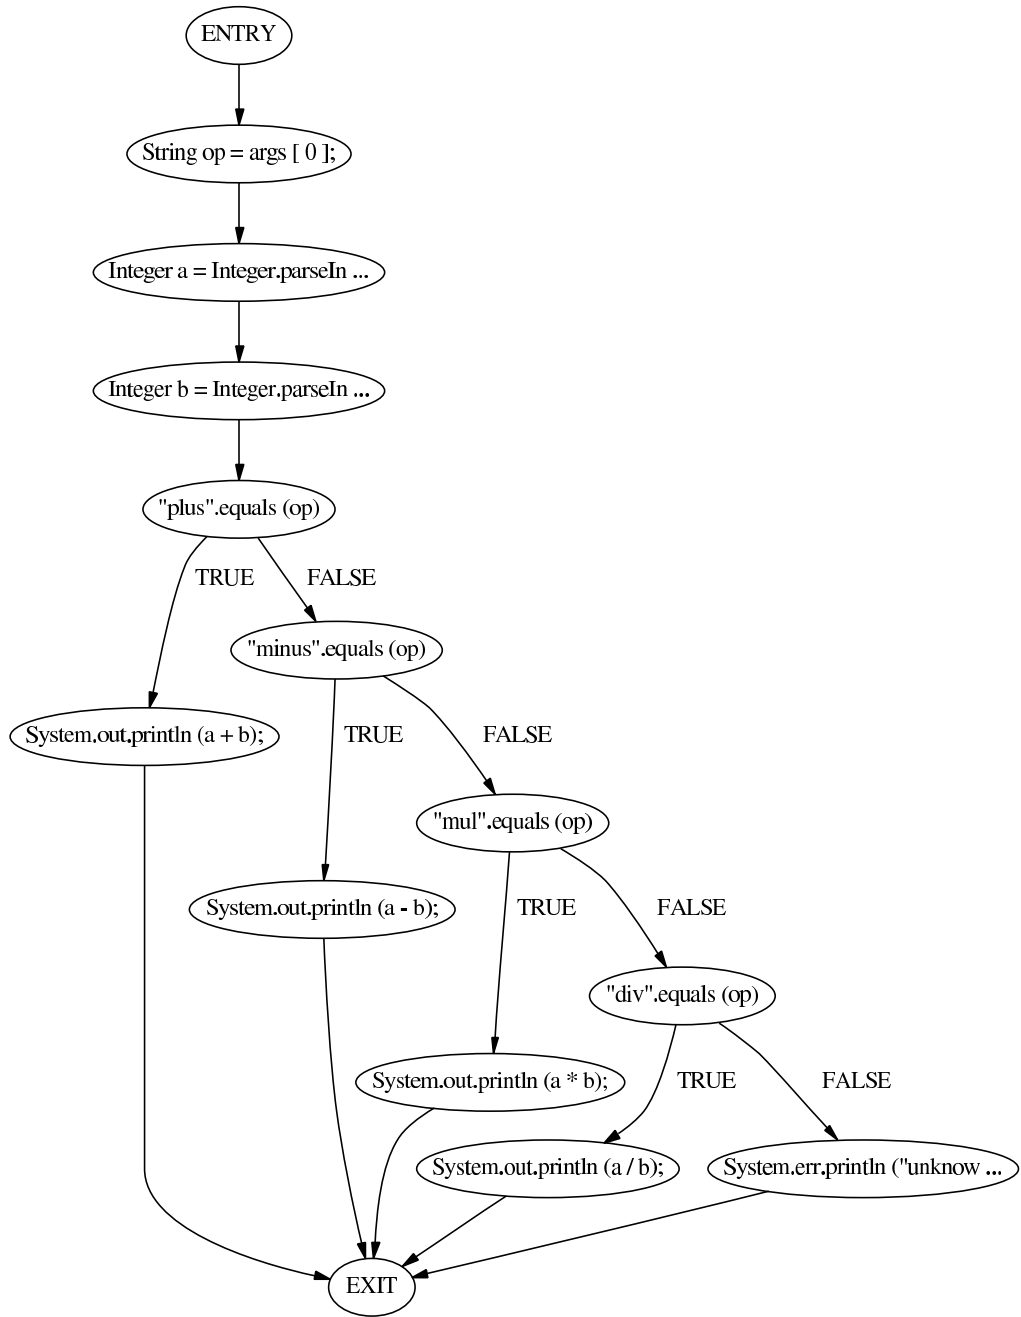 ENTRY
String op = args [ 0 ];
Integer a = Integer.parseIn ...
Integer b = Integer.parseIn ...
"plus".equals (op)
TRUE
FALSE
"minus".equals (op)
System.out.println (a + b);
TRUE
FALSE
"mul".equals (op)
System.out.println (a - b);
TRUE
FALSE
"div".equals (op)
System.out.println (a * b);
TRUE
FALSE
System.out.println (a / b);
System.err.println ("unknow ...
EXIT